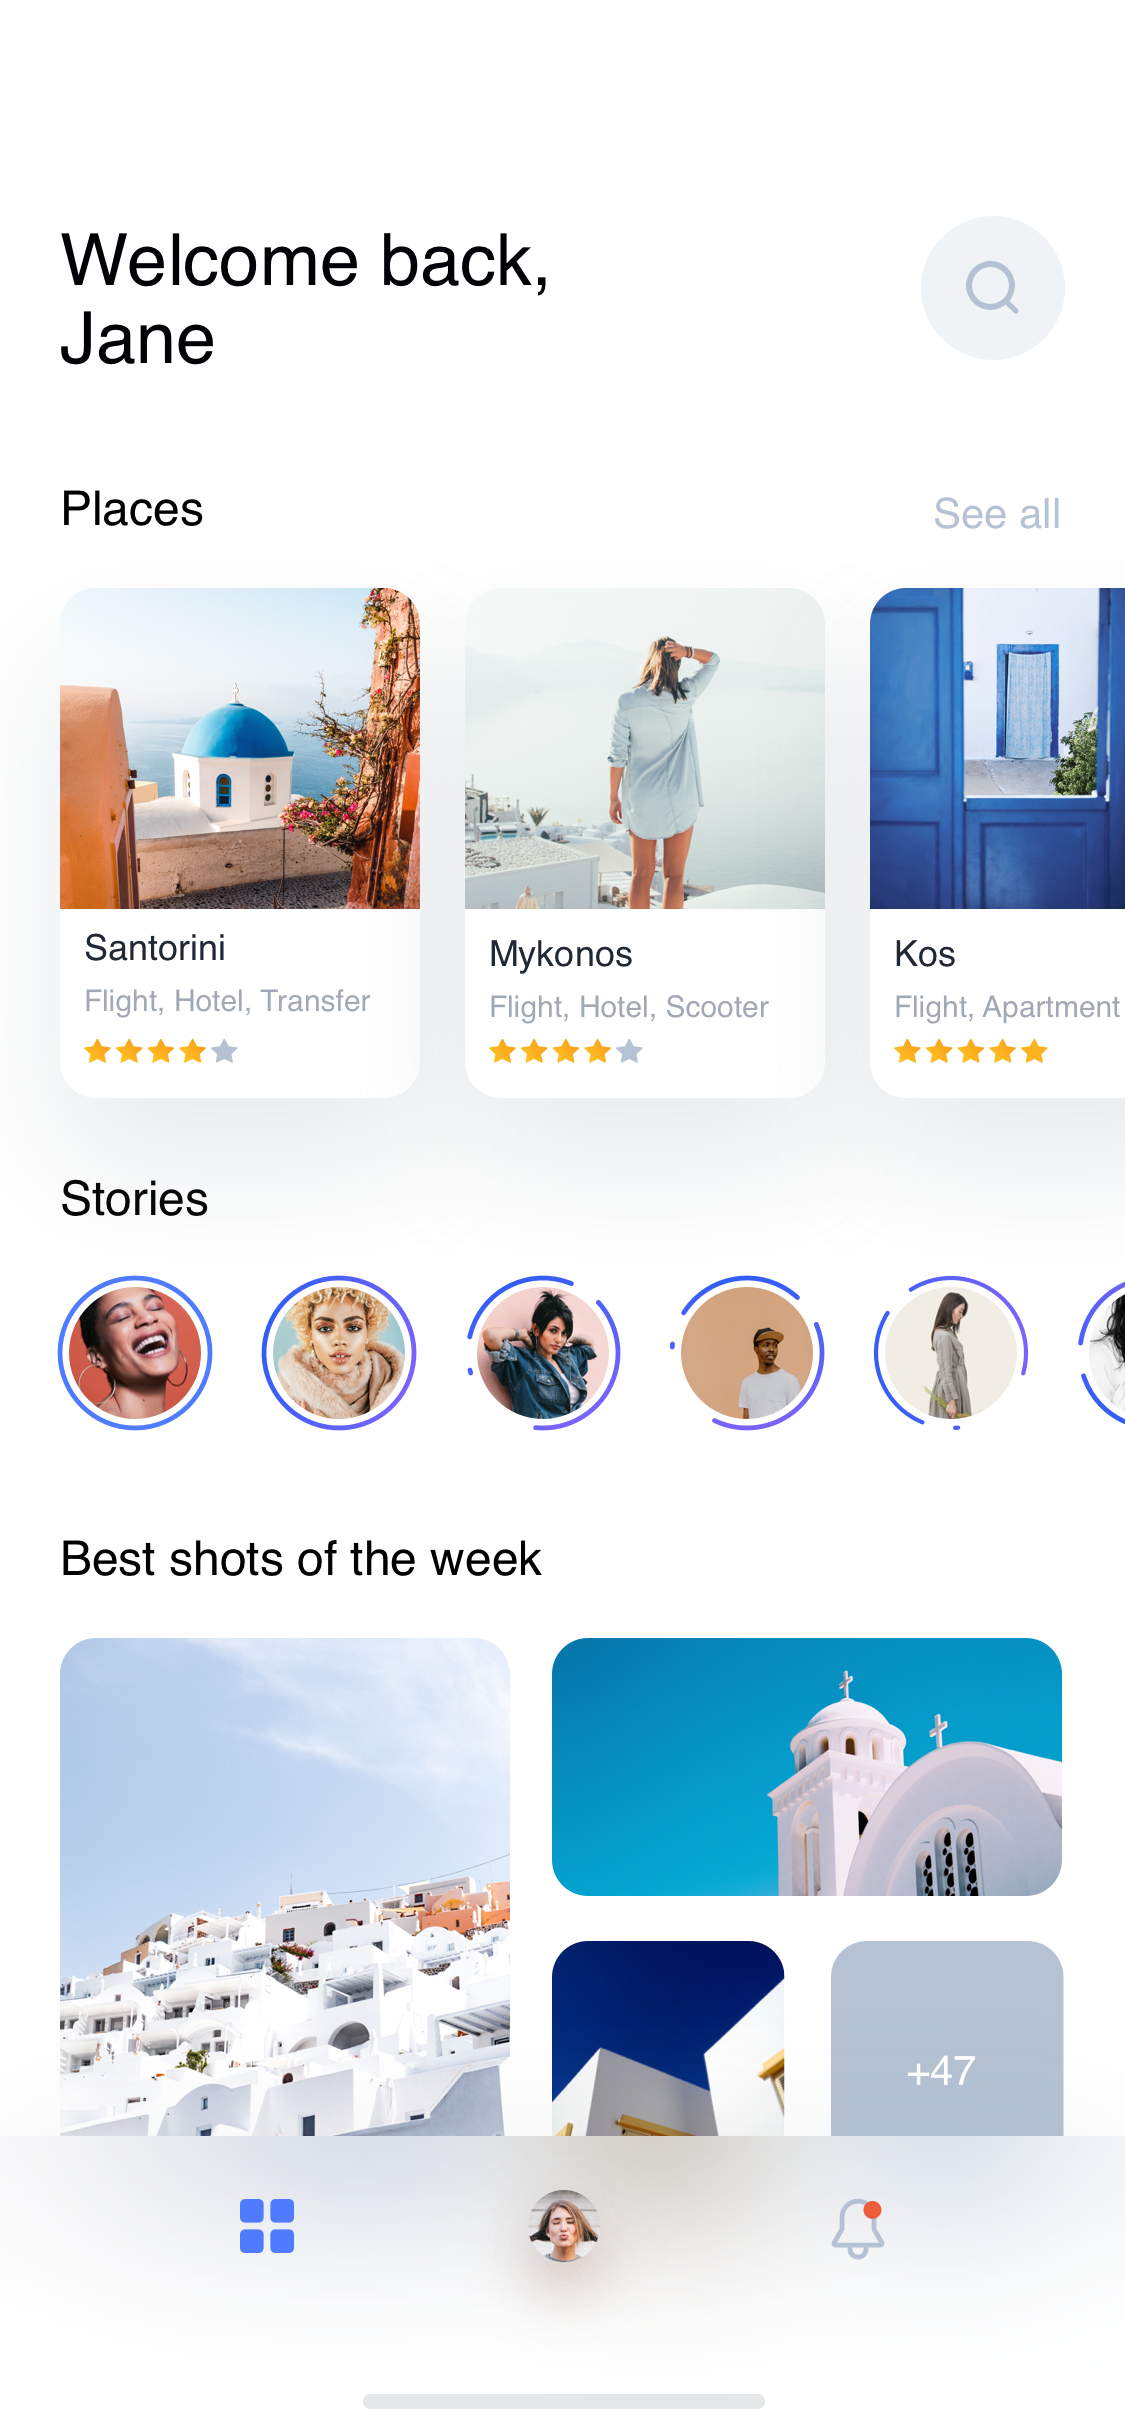 Welcome back,
Jane
Places
See all
Santorini
Flight, Hotel, Transfer
Mykonos
Flight, Hotel, Scooter
Kos
Flight, Apartment
Stories
Best shots of the week
+47